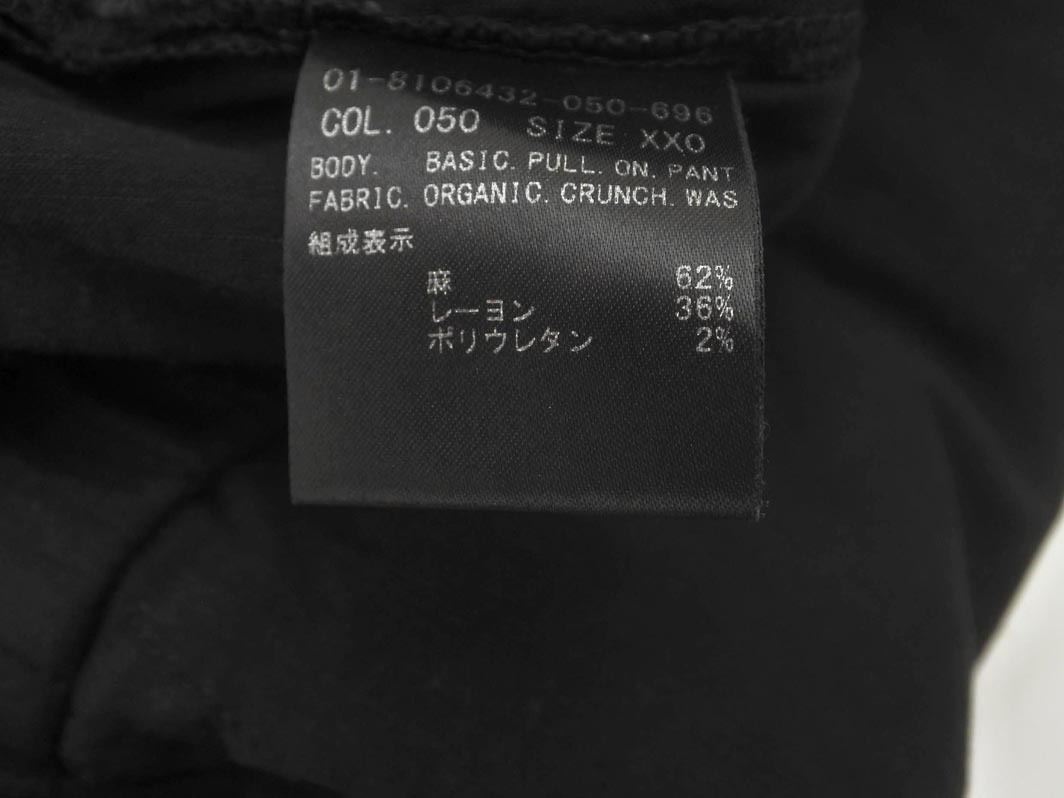 01-8106432-050-696
COL. 050 SIZE XXO
BODY. BASIC. PULL. ON. PANT
FABRIC. ORGANIC. CRUNCH. WAS
組成表示
麻 62%
レーヨン 36%
ポリウレタン 2%